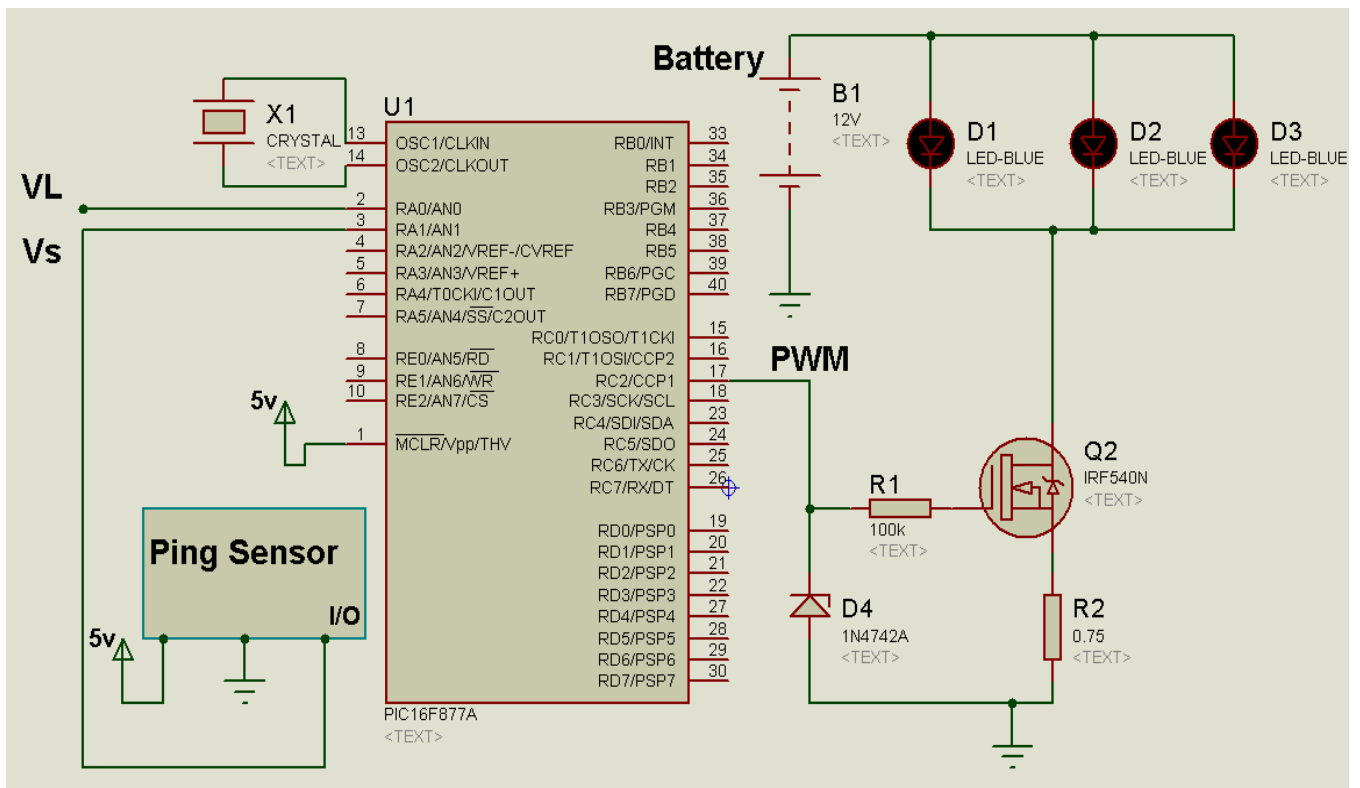 Battery
B1
12V
<TEXT>
D1
LED-BLUE
<TEXT>
D2
LED-BLUE
<TEXT>
D3
LED-BLUE
<TEXT>
X1
CRYSTAL
<TEXT>
VL
Vs
U1
13 OSC1/CLKIN
14 OSC2/CLKOUT
2 RA0/AN0
3 RA1/AN1
4 RA2/AN2/VREF-/CVREF
5 RA3/AN3/VREF+
6 RA4/T0CKI/C1OUT
7 RA5/AN4/SS/C2OUT
8 RE0/AN5/RD
9 RE1/AN6/WR
10 RE2/AN7/CS
1 MCLR/Vpp/THV
RB0/INT 33
RB1 34
RB2 35
RB3/PGM 36
RB4 37
RB5 38
RB6/PGC 39
RB7/PGD 40
RC0/T1OSO/T1CKI 15
RC1/T1OSI/CCP2 16
RC2/CCP1 17
RC3/SCK/SCL 18
RC4/SDI/SDA 23
RC5/SDO 24
RC6/TX/CK 25
RC7/RX/DT 26
RD0/PSP0 19
RD1/PSP1 20
RD2/PSP2 21
RD3/PSP3 22
RD4/PSP4 27
RD5/PSP5 28
RD6/PSP6 29
RD7/PSP7 30
PIC16F877A
<TEXT>
5v
Ping Sensor
I/O
5v
PWM
R1
100k
<TEXT>
Q2
IRF540N
<TEXT>
D4
1N4742A
<TEXT>
R2
0.75
<TEXT>